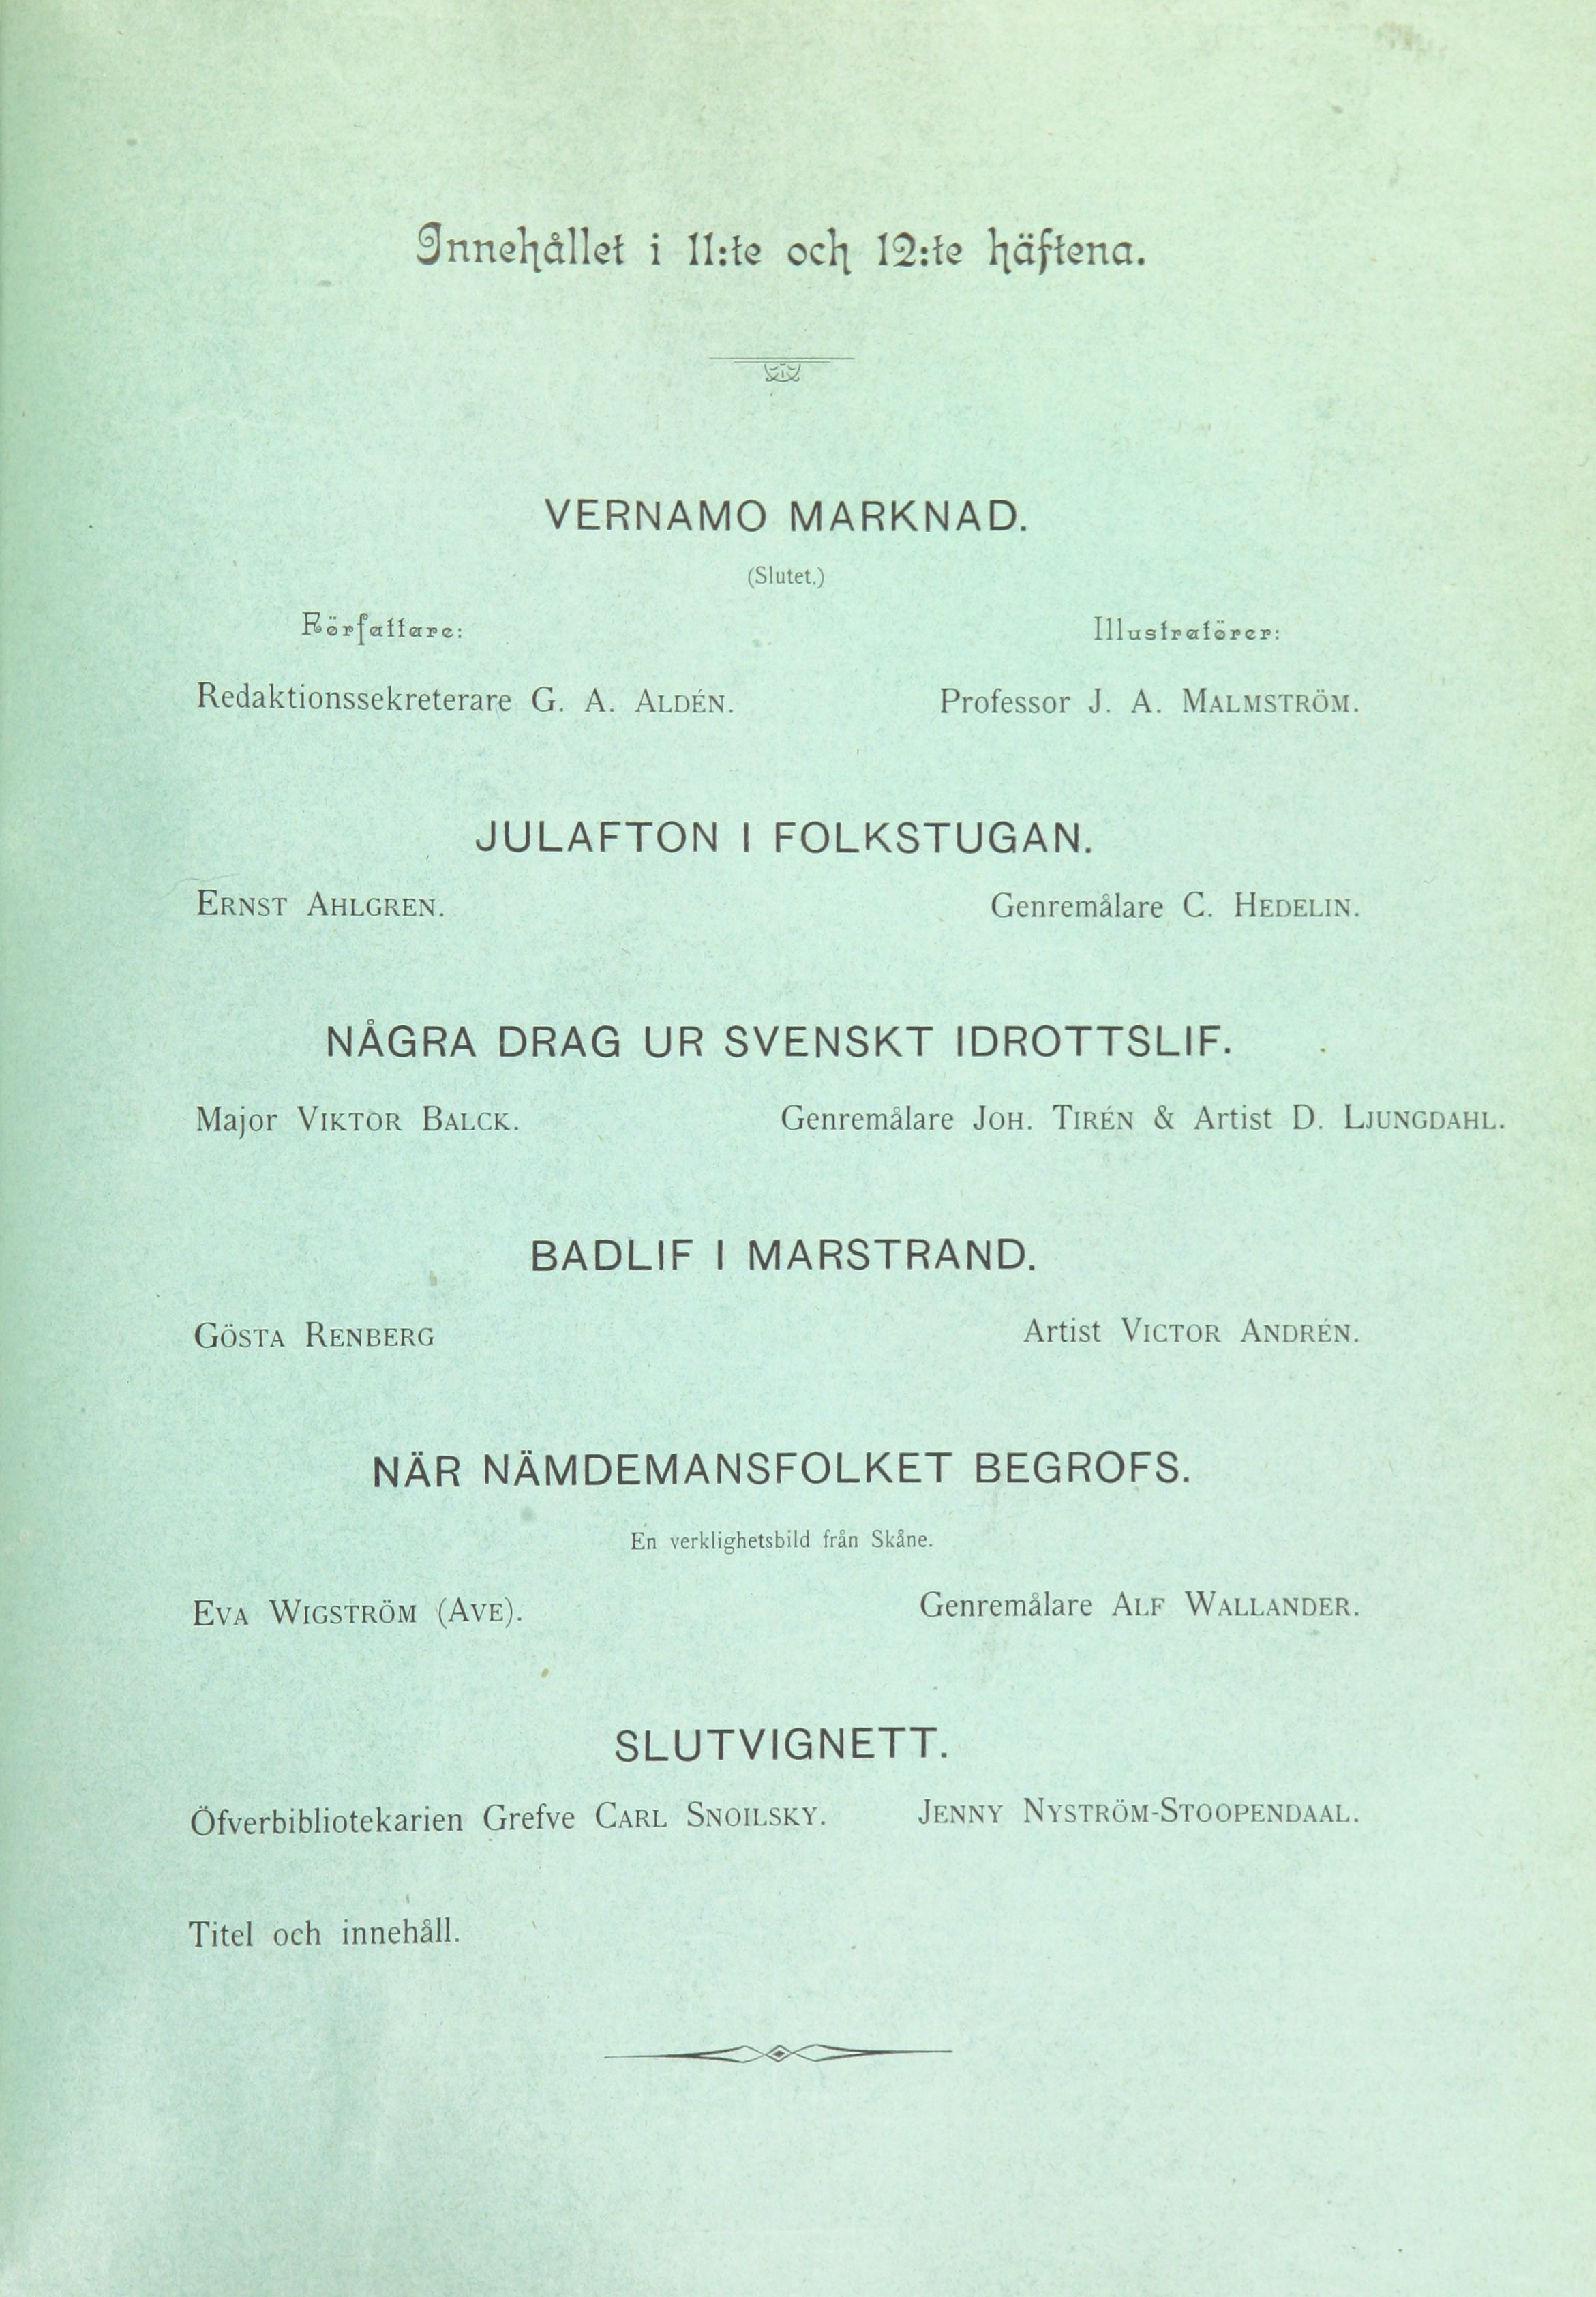 Innehållet i 11:te och 12:te häftena.
VERNAMO MARKNAD.
(Slutet.)
Författare: Illustratörer:
Redaktionssekreterare G. A. ALDÉN. Professor J. A. MALMSTRÖM.
JULAFTON I FOLKSTUGAN.
ERNST AHLGREN. Genremålare C. HEDELIN.
NÅGRA DRAG UR SVENSKT IDROTTSLIF.
Major VIKTOR BALCK. Genremålare JOH. TIRÉN & Artist D. LJUNGDAHL.
BADLIF I MARSTRAND.
GÖSTA RENBERG Artist VICTOR ANDRÉN.
NÄR NÄMDEMANSFOLKET BEGROFS.
En verklighetsbild från Skåne.
EVA WIGSTRÖM (AVE). Genremålare ALF WALLANDER.
SLUTVIGNETT.
Öfverbibliotekarien Grefve CARL SNOILSKY. JENNY NYSTRÖM-STOOPENDAAL.
Titel och innehåll.